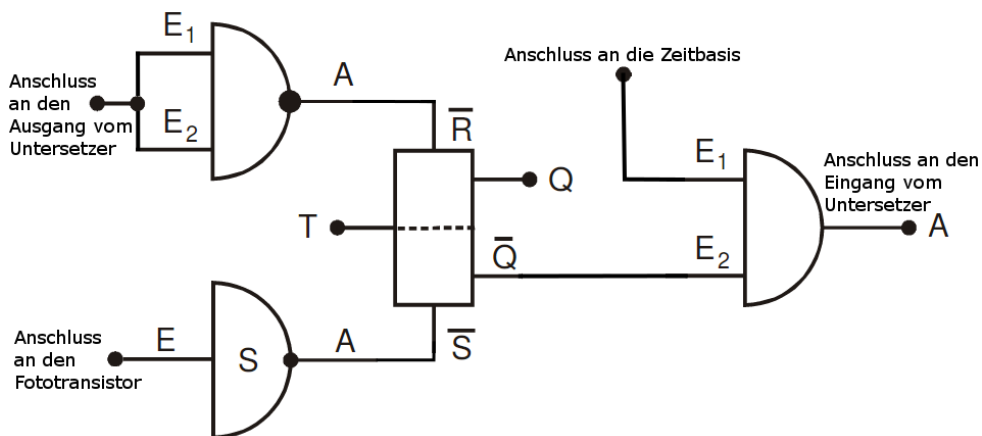 E1
Anschluss
an den
Ausgang vom
Untersetzer
E2
A
R̅
Anschluss an die Zeitbasis
E1
Anschluss an den
Eingang vom
Untersetzer
Q
T
Q̅
E2
A
Anschluss
an den
Fototransistor
E
S
A
S̅